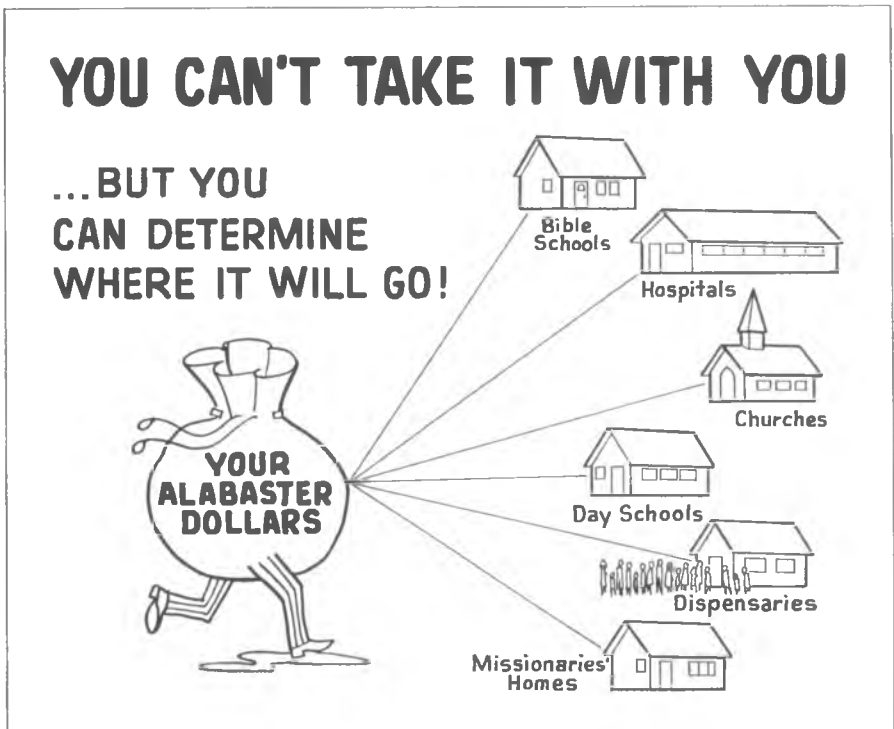 YOU CAN'T TAKE IT WITH YOU
...BUT YOU
CAN DETERMINE
WHERE IT WILL GO!
YOUR
ALABASTER
DOLLARS
Bible
Schools
Hospitals
Churches
Day Schools
Dispensaries
Missionaries'
Homes